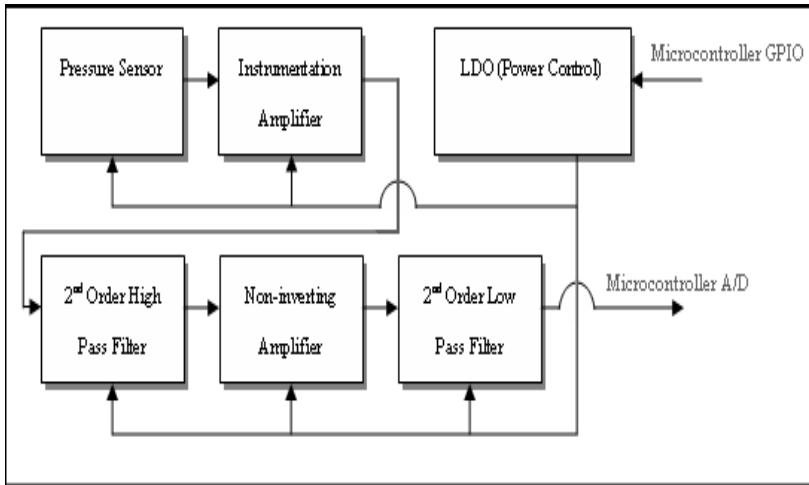 Pressure Sensor
Instrumentation
Amplifier
LDO (Power Control)
Microcontroller GPIO
2nd Order High
Pass Filter
Non-inverting
Amplifier
2nd Order Low
Pass Filter
Microcontroller A/D